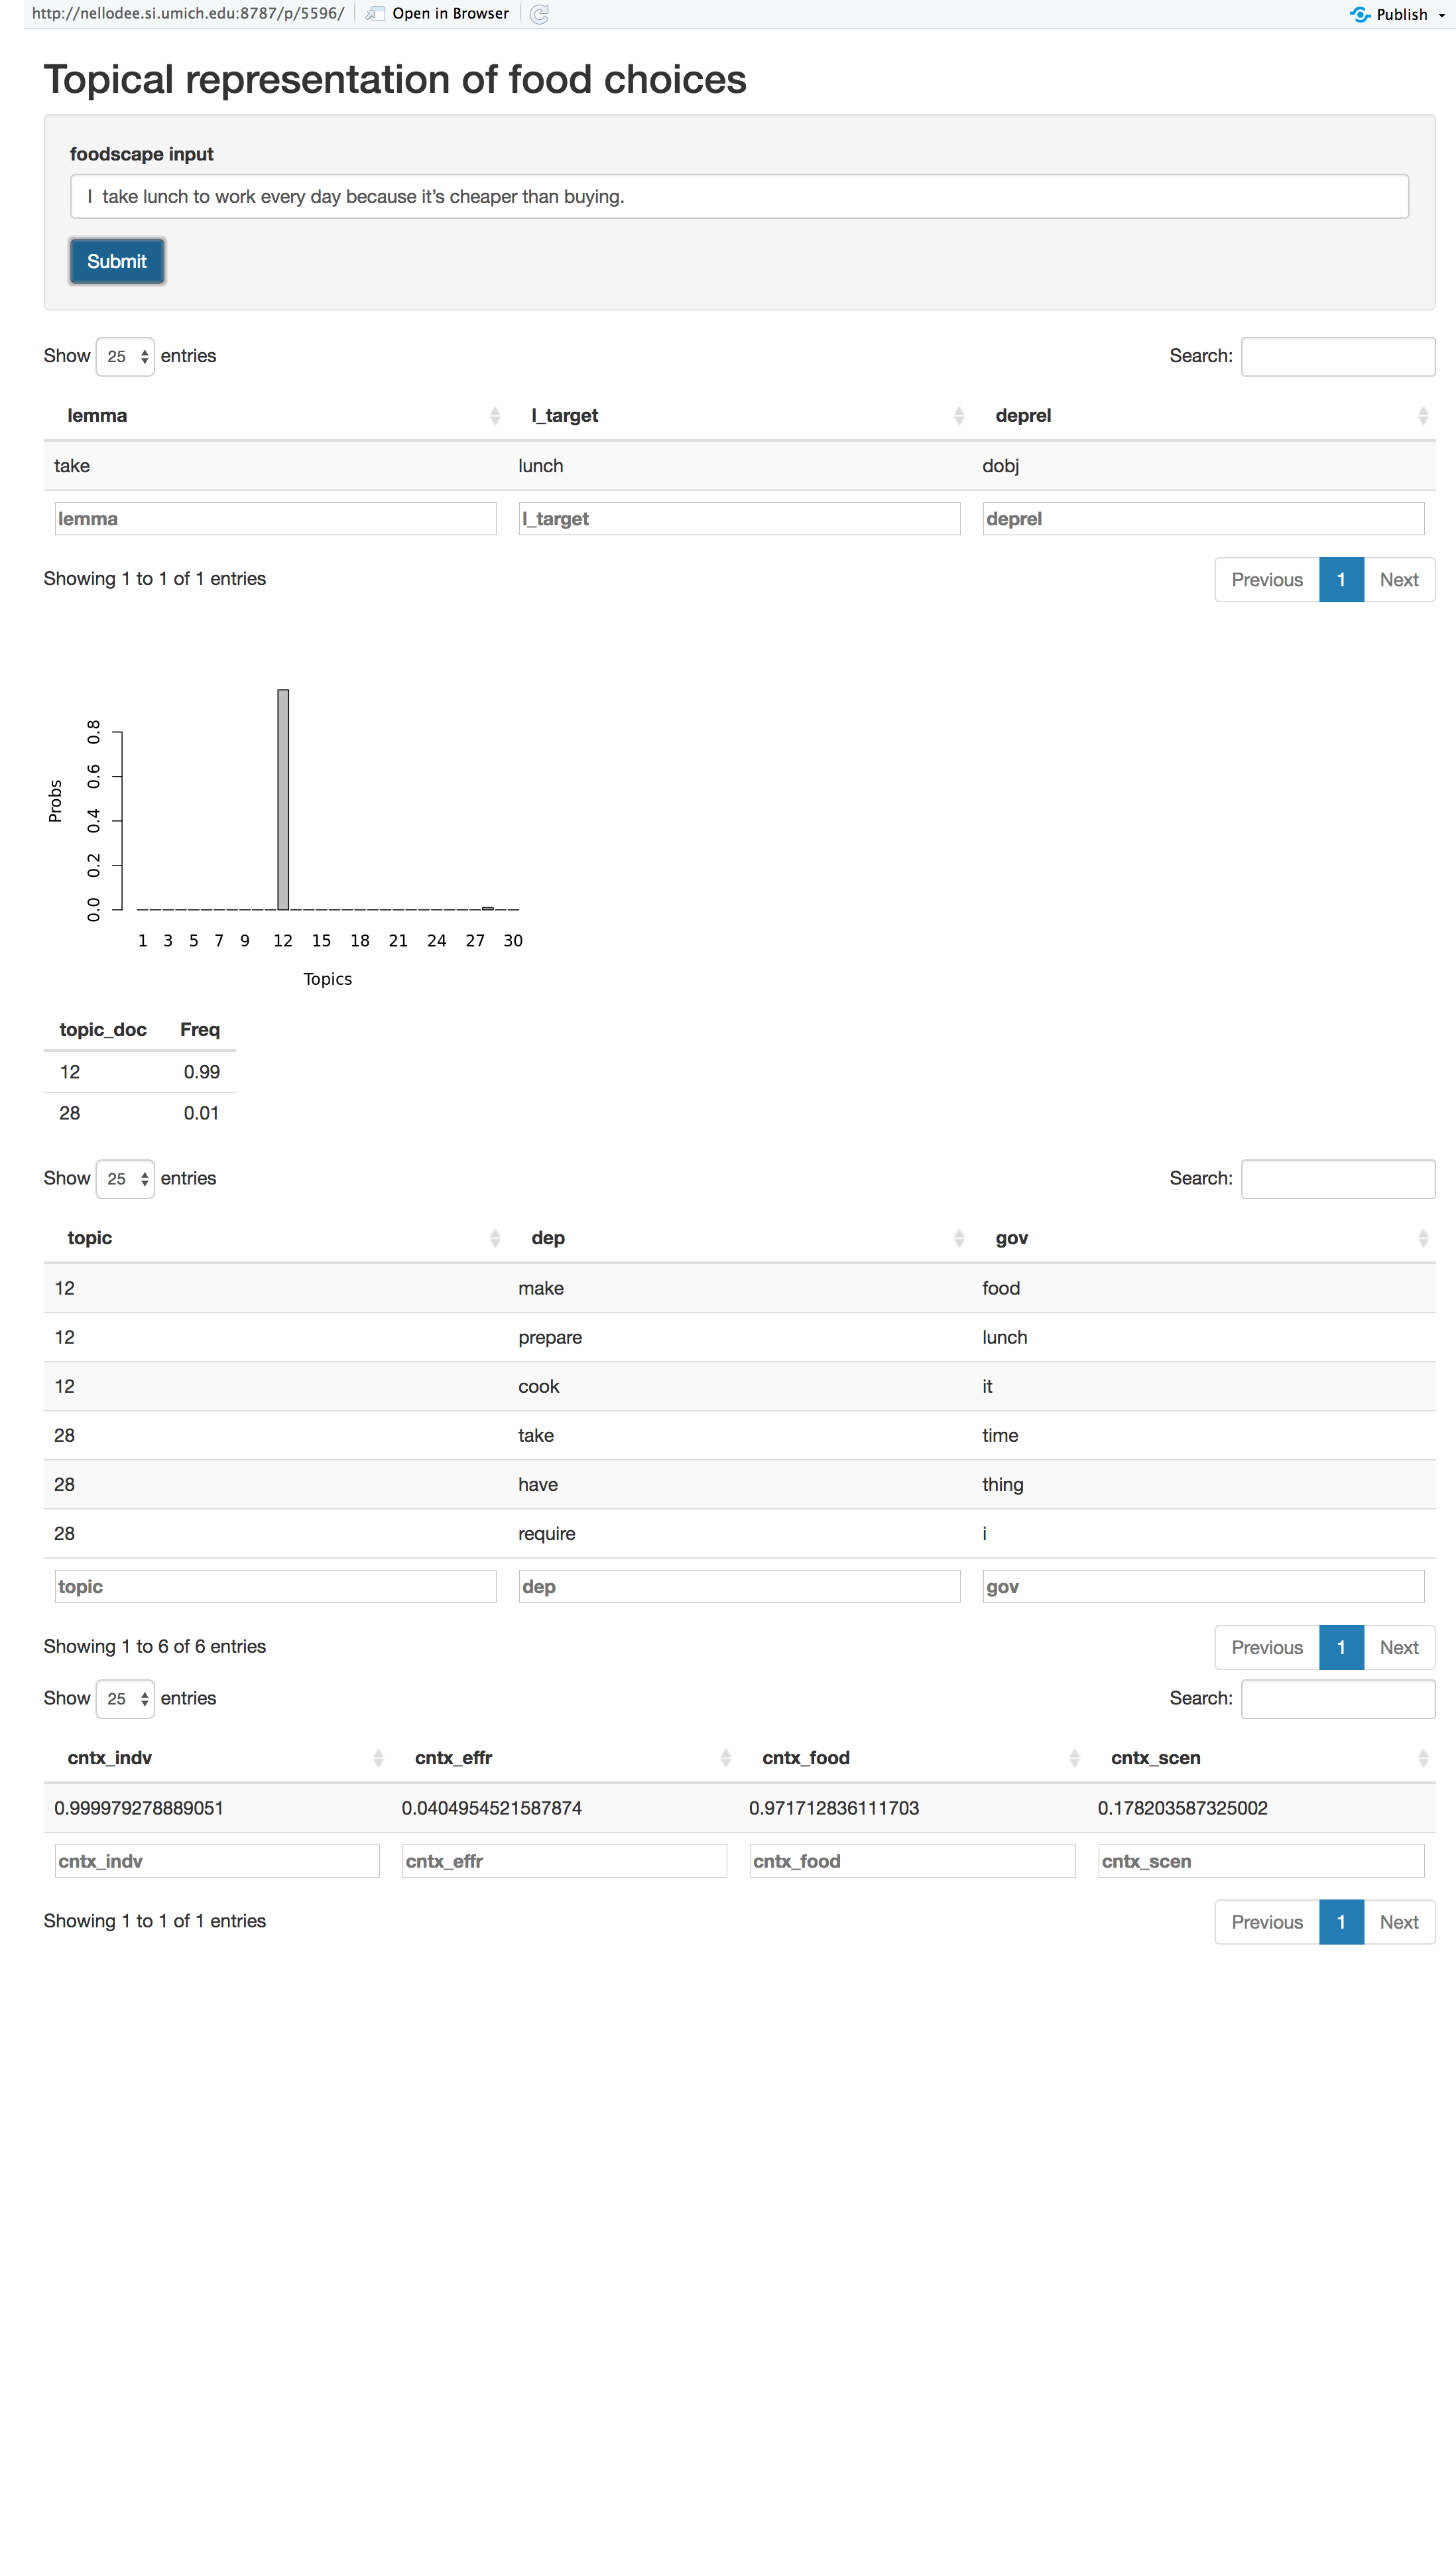 http://nellodee.si.umich.edu:8787/p/5596/ Open in Browser Publish
Topical representation of food choices
foodscape input
I  take lunch to work every day because it’s cheaper than buying.
Submit
Show 25 entries Search:
lemma l_target deprel
take lunch dobj
lemma l_target deprel
Showing 1 to 1 of 1 entries Previous 1 Next
0.8
0.6
0.4
0.2
0.0
Probs
1 3 5 7 9 12 15 18 21 24 27 30
Topics
topic_doc Freq
12 0.99
28 0.01
Show 25 entries Search:
topic dep gov
12 make food
12 prepare lunch
12 cook it
28 take time
28 have thing
28 require i
topic dep gov
Showing 1 to 6 of 6 entries Previous 1 Next
Show 25 entries Search:
cntx_indv cntx_effr cntx_food cntx_scen
0.999979278889051 0.0404954521587874 0.971712836111703 0.178203587325002
cntx_indv cntx_effr cntx_food cntx_scen
Showing 1 to 1 of 1 entries Previous 1 Next